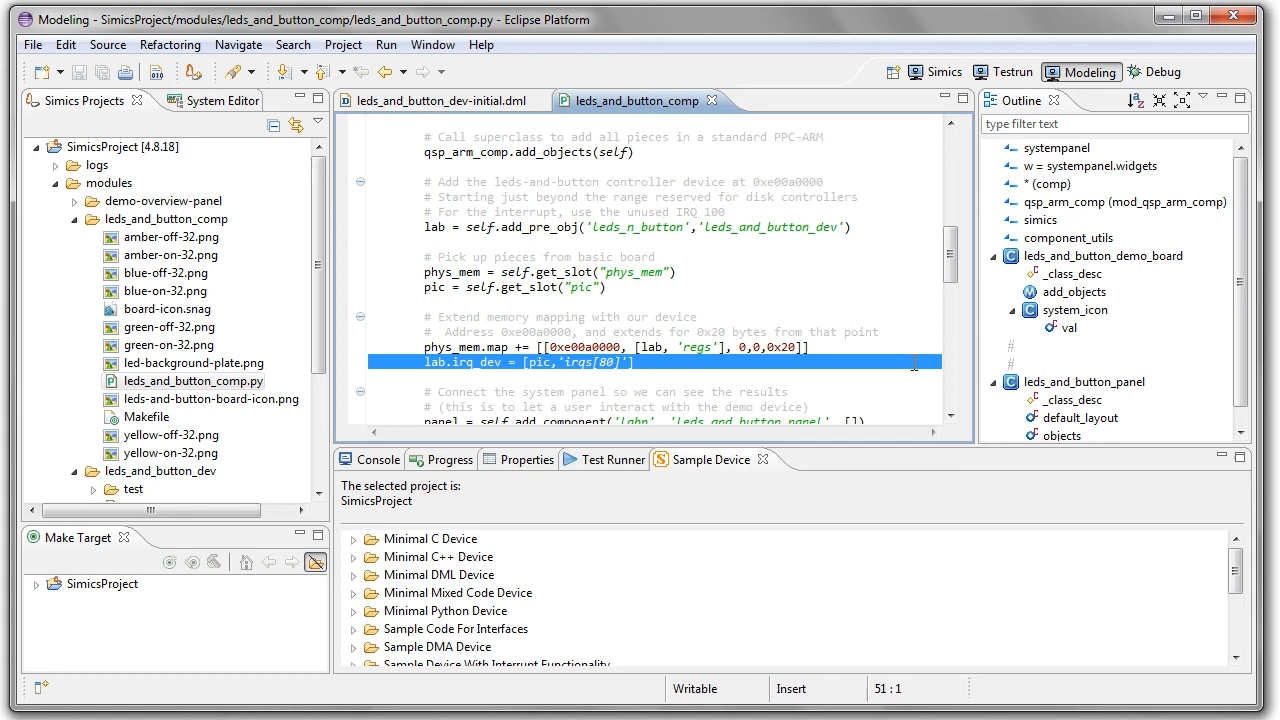 Modeling - SimicsProject/modules/leds_and_button_comp/leds_and_button_comp.py - Eclipse Platform
File Edit Source Refactoring Navigate Search Project Run Window Help
Simics Testrun Modeling Debug
Simics Projects System Editor
SimicsProject [4.8.18]
logs
modules
demo-overview-panel
leds_and_button_comp
amber-off-32.png
amber-on-32.png
blue-off-32.png
blue-on-32.png
board-icon.snag
green-off-32.png
green-on-32.png
led-background-plate.png
leds_and_button_comp.py
leds-and-button-board-icon.png
Makefile
yellow-off-32.png
yellow-on-32.png
leds_and_button_dev
test
Make Target
SimicsProject
leds_and_button_dev-initial.dml leds_and_button_comp
# Call superclass to add all pieces in a standard PPC-ARM
qsp_arm_comp.add_objects(self)
# Add the leds-and-button controller device at 0xe00a0000
# Starting just beyond the range reserved for disk controllers
# For the interrupt, use the unused IRQ 100
lab = self.add_pre_obj('leds_n_button','leds_and_button_dev')
# Pick up pieces from basic board
phys_mem = self.get_slot("phys_mem")
pic = self.get_slot("pic")
# Extend memory mapping with our device
#  Address 0xe00a0000, and extends for 0x20 bytes from that point
phys_mem.map += [[0xe00a0000, [lab, 'regs'], 0,0,0x20]]
lab.irq_dev = [pic,'irqs[80]']
# Connect the system panel so we can see the results
# (this is to let a user interact with the demo device)
panel = self.add_component('labp', 'leds_and_button_panel', [])
Outline
type filter text
systempanel
w = systempanel.widgets
* (comp)
qsp_arm_comp (mod_qsp_arm_comp)
simics
component_utils
leds_and_button_demo_board
_class_desc
add_objects
system_icon
val
#
#
leds_and_button_panel
_class_desc
default_layout
objects
Console Progress Properties Test Runner Sample Device
The selected project is:
SimicsProject
Minimal C Device
Minimal C++ Device
Minimal DML Device
Minimal Mixed Code Device
Minimal Python Device
Sample Code For Interfaces
Sample DMA Device
Sample Device With Interrupt Functionality
Writable Insert 51 : 1